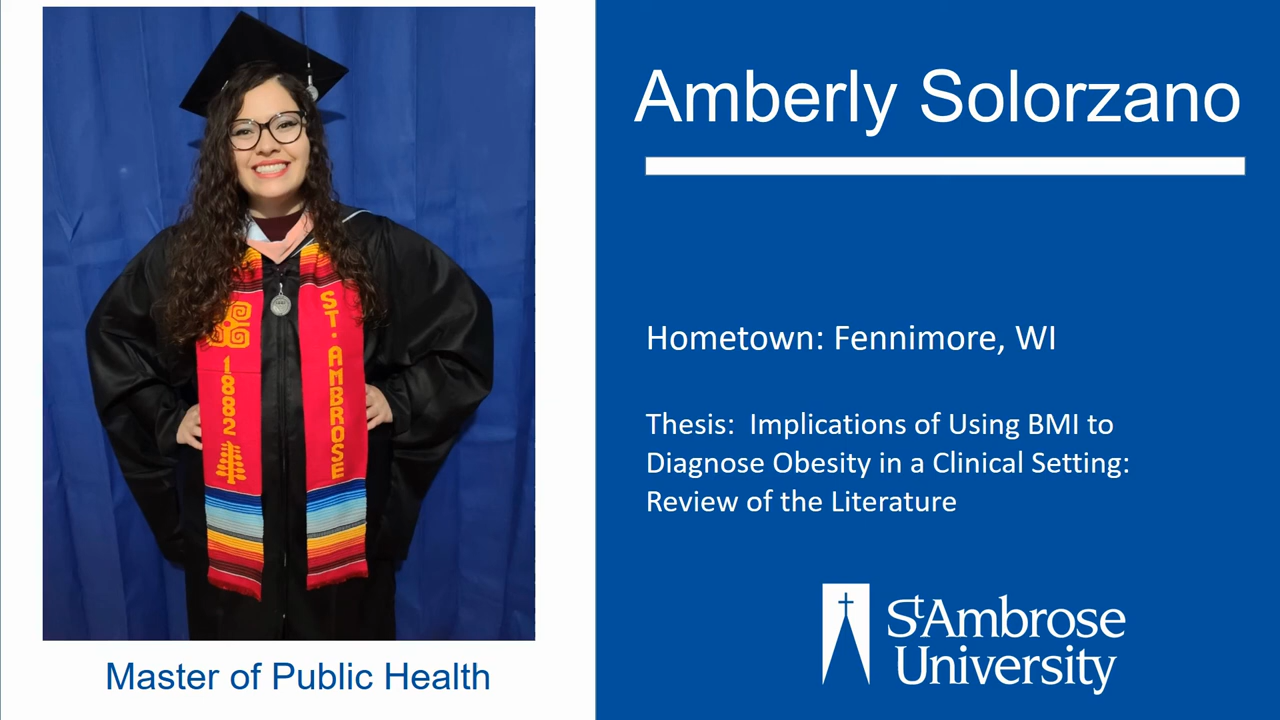 Amberly Solorzano
Hometown: Fennimore, WI
Thesis:  Implications of Using BMI to
Diagnose Obesity in a Clinical Setting:
Review of the Literature
St Ambrose
University
1882
ST. AMBROSE
Master of Public Health